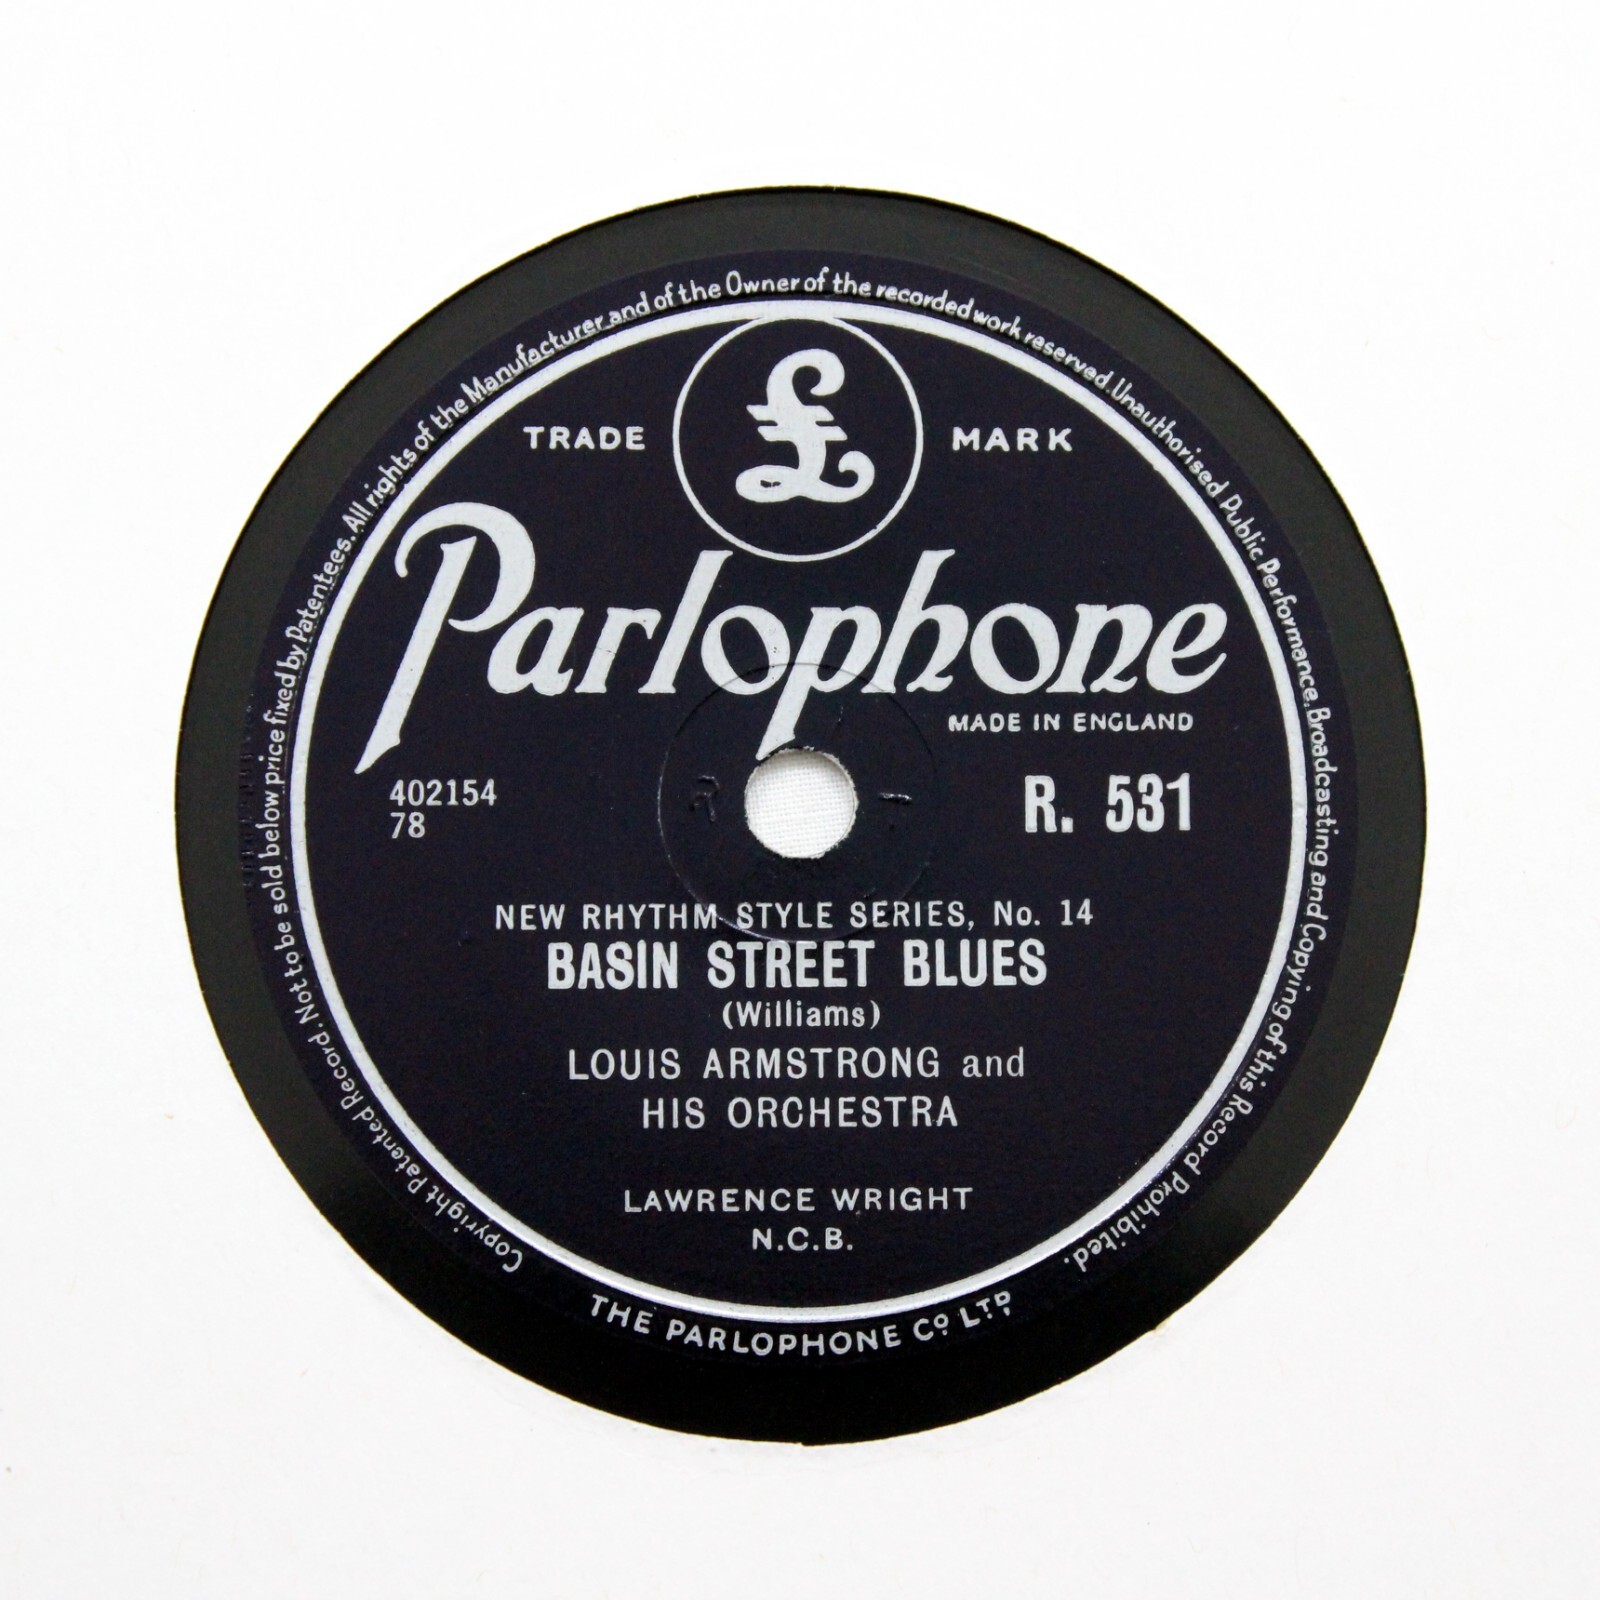 Copyright Patented Record. Not to be sold below price fixed by Patentees. All rights of the Manufacturer and of the Owner of the recorded work reserved. Unauthorised Public Performance, Broadcasting and Copying of this Record Prohibited.
£
TRADE MARK
Parlophone
MADE IN ENGLAND
402154
78
R. 531
NEW RHYTHM STYLE SERIES, No. 14
BASIN STREET BLUES
(Williams)
LOUIS ARMSTRONG and
HIS ORCHESTRA
LAWRENCE WRIGHT
N.C.B.
THE PARLOPHONE Co LTD